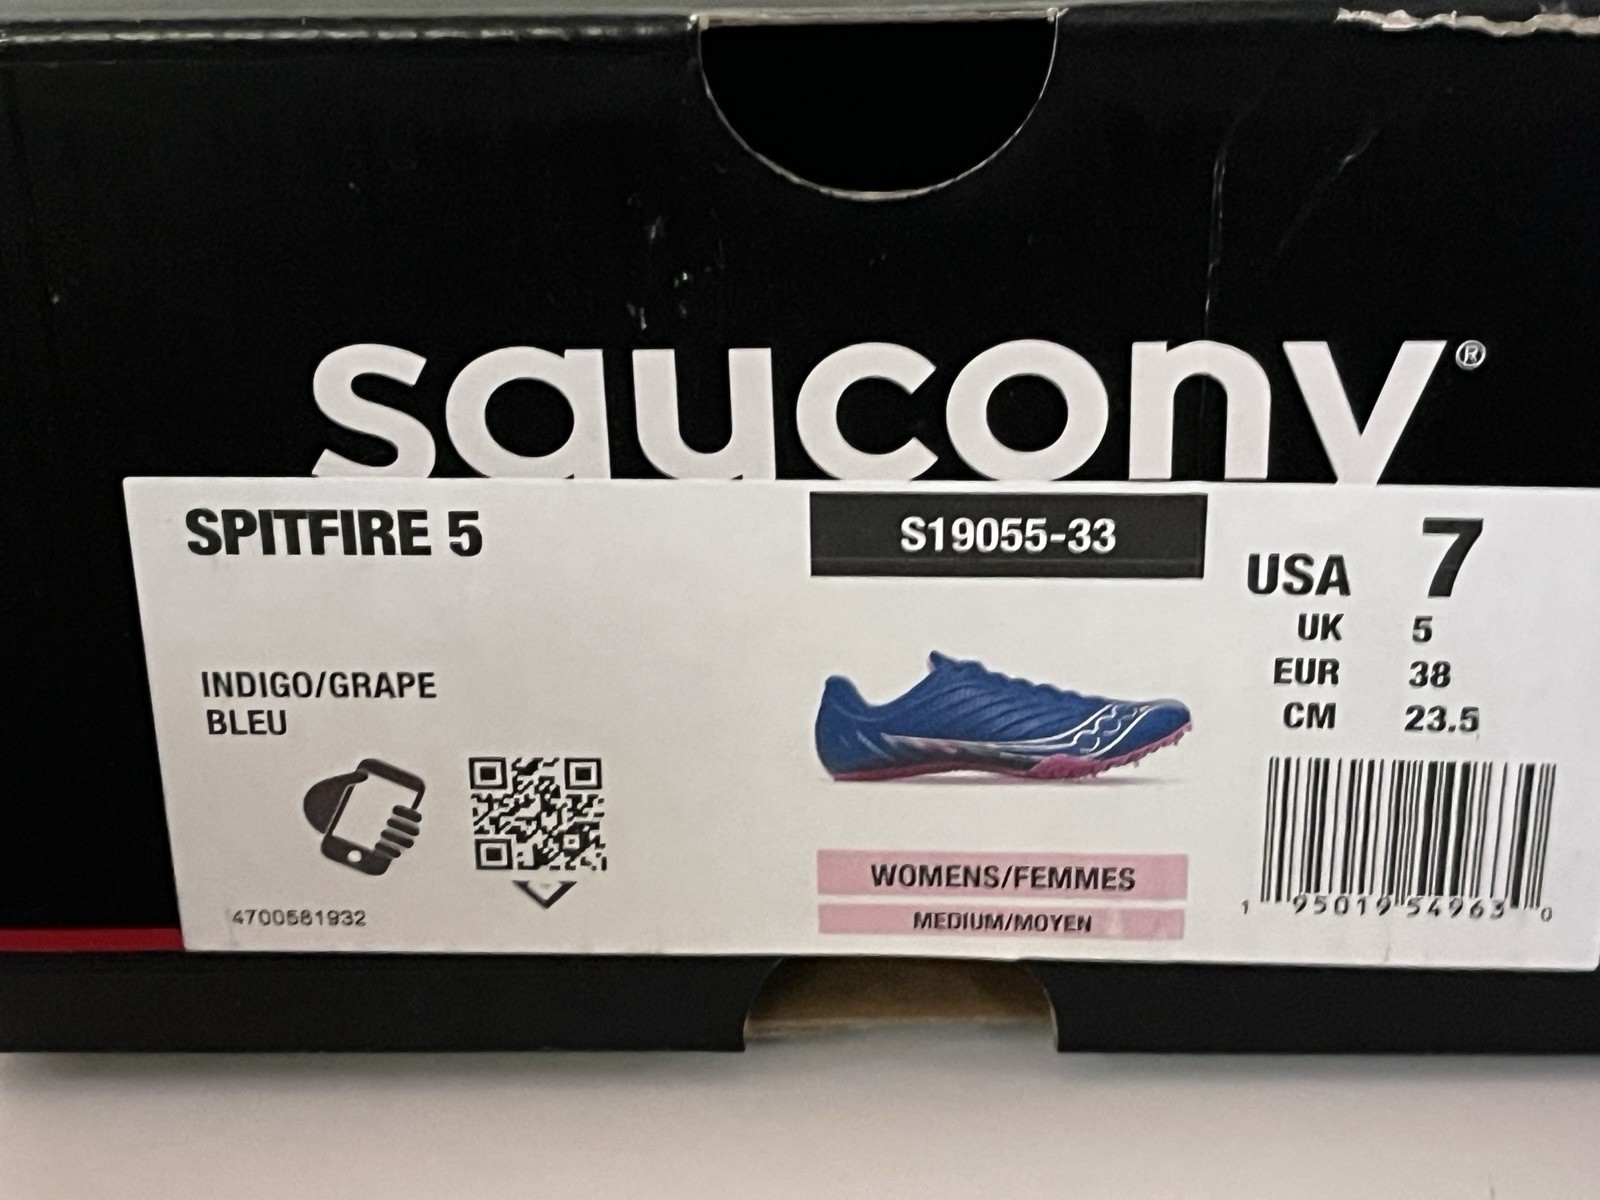 saucony®
SPITFIRE 5
S19055-33
USA 7
UK 5
EUR 38
CM 23.5
INDIGO/GRAPE
BLEU
4700581932
WOMENS/FEMMES
MEDIUM/MOYEN
1 95019 54963 0